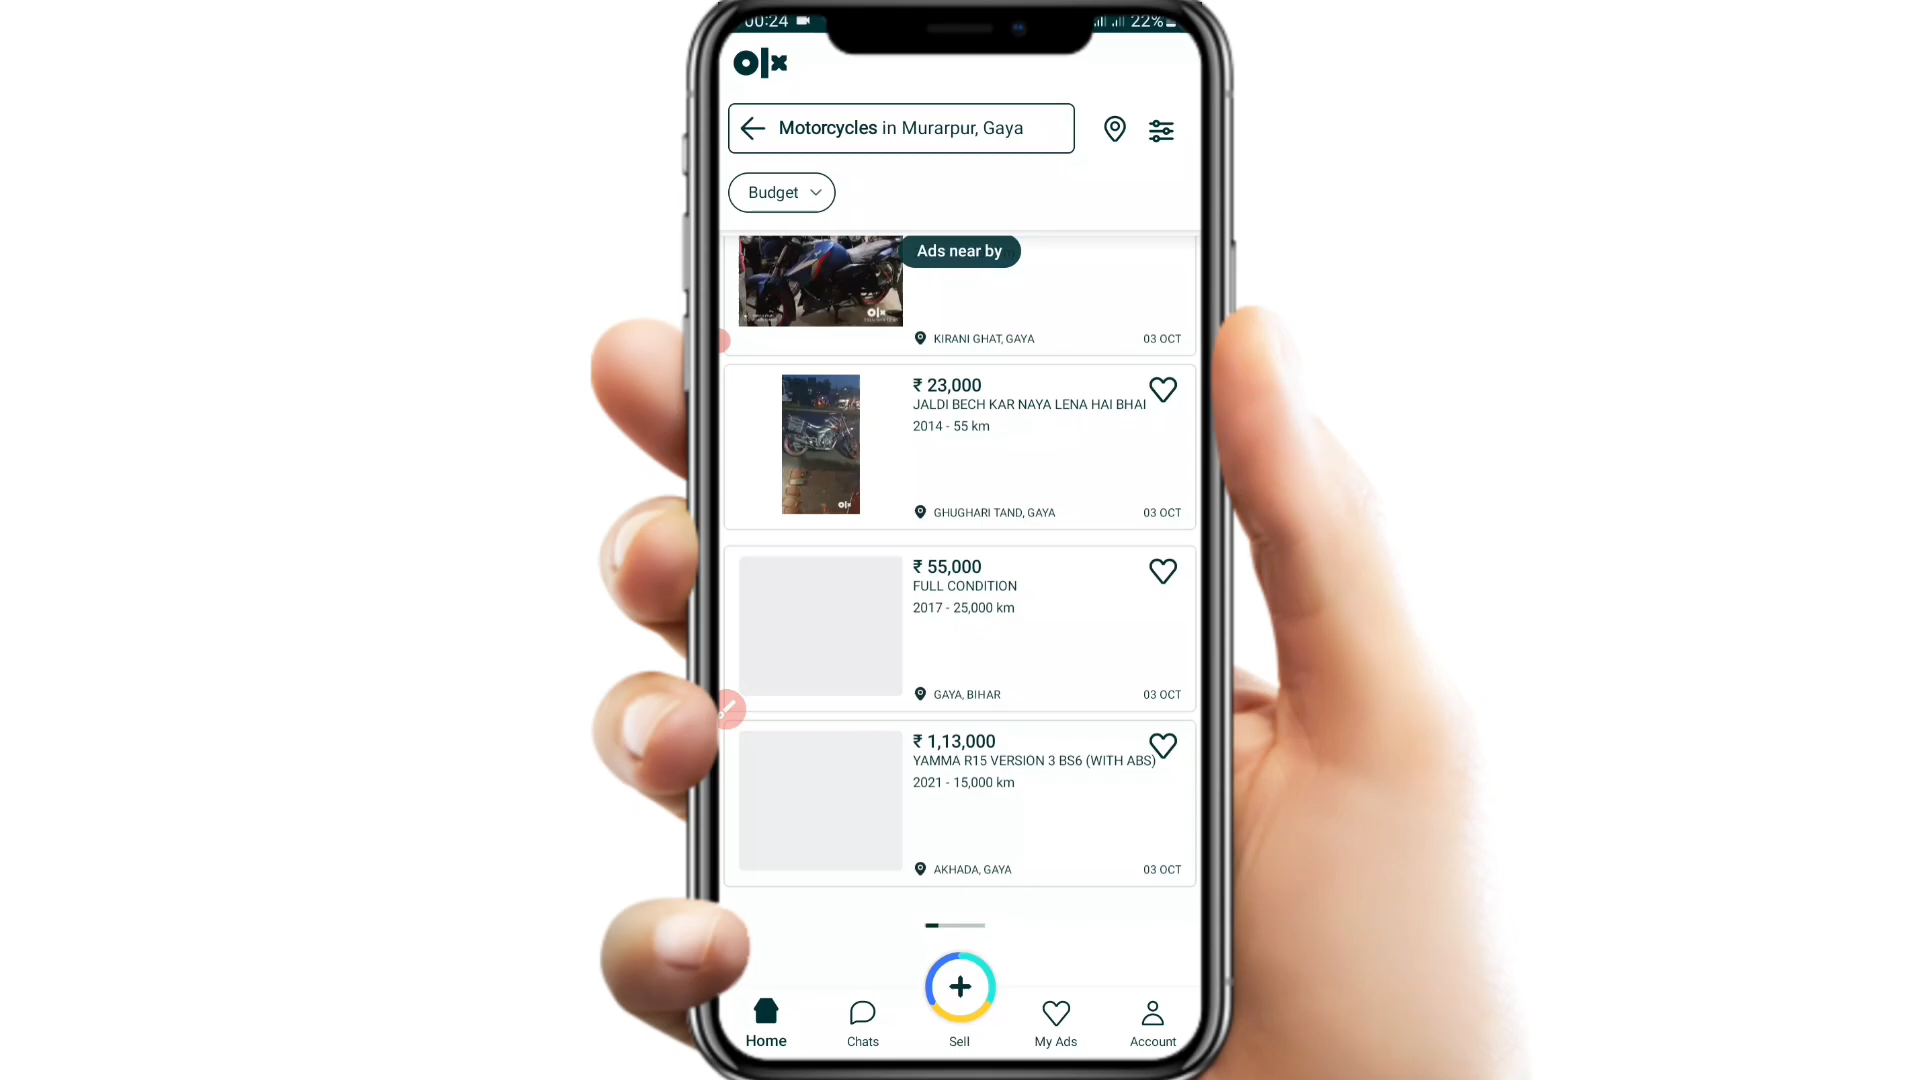 00:24
22%
olx
Motorcycles in Murarpur, Gaya
Budget
Ads near by
olx
KIRANI GHAT, GAYA
03 OCT
₹ 23,000
JALDI BECH KAR NAYA LENA HAI BHAI
2014 - 55 km
olx
GHUGHARI TAND, GAYA
03 OCT
₹ 55,000
FULL CONDITION
2017 - 25,000 km
GAYA, BIHAR
03 OCT
₹ 1,13,000
YAMMA R15 VERSION 3 BS6 (WITH ABS)
2021 - 15,000 km
AKHADA, GAYA
03 OCT
Home
Chats
Sell
My Ads
Account